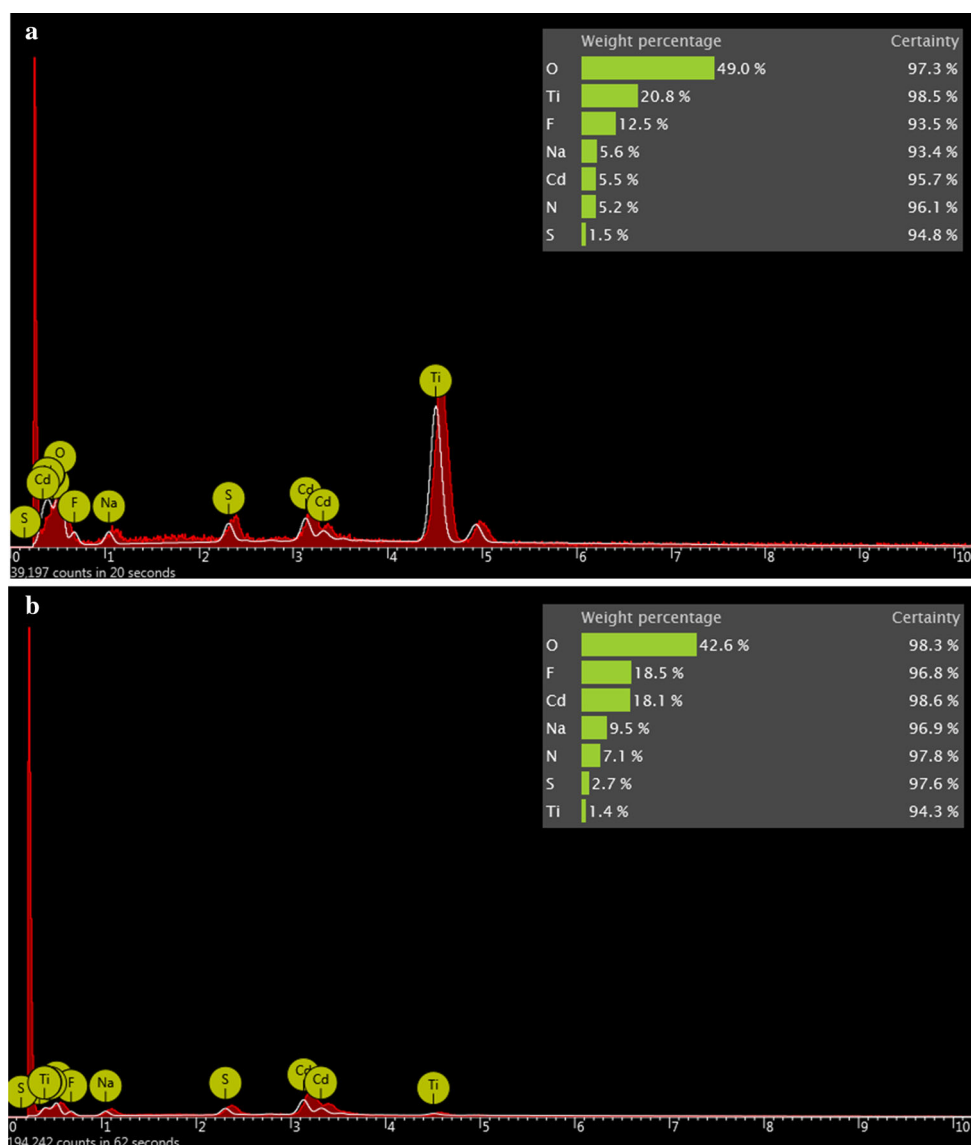 a
Weight percentage Certainty
O 49.0 % 97.3 %
Ti 20.8 % 98.5 %
F 12.5 % 93.5 %
Na 5.6 % 93.4 %
Cd 5.5 % 95.7 %
N 5.2 % 96.1 %
S 1.5 % 94.8 %
Ti
O
Cd
S F Na S Cd Cd
0 1 2 3 4 5 6 7 8 9 10
39,197 counts in 20 seconds
b
Weight percentage Certainty
O 42.6 % 98.3 %
F 18.5 % 96.8 %
Cd 18.1 % 98.6 %
Na 9.5 % 96.9 %
N 7.1 % 97.8 %
S 2.7 % 97.6 %
Ti 1.4 % 94.3 %
S Ti F Na S Cd Cd Ti
0 1 2 3 4 5 6 7 8 9 10
194,242 counts in 62 seconds